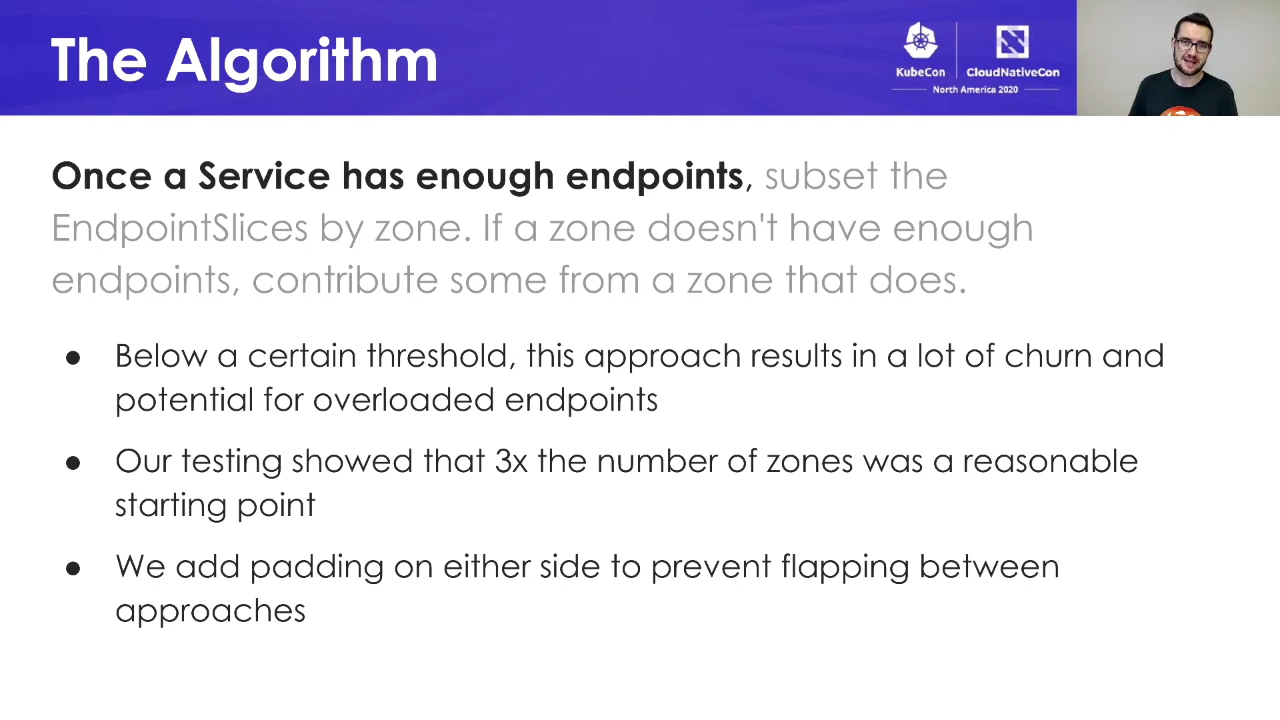 The Algorithm
KubeCon
CloudNativeCon
North America 2020
Once a Service has enough endpoints, subset the
EndpointSlices by zone. If a zone doesn't have enough
endpoints, contribute some from a zone that does.
● Below a certain threshold, this approach results in a lot of churn and
potential for overloaded endpoints
● Our testing showed that 3x the number of zones was a reasonable
starting point
● We add padding on either side to prevent flapping between
approaches